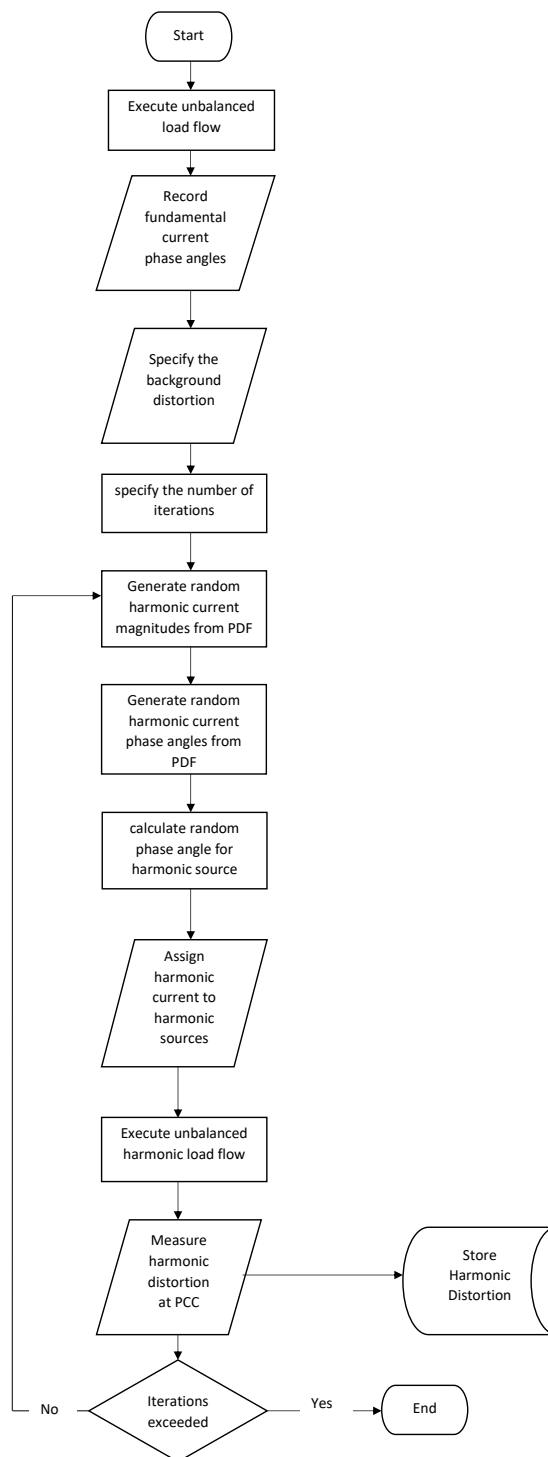 Start
Execute unbalanced
load flow
Record
fundamental
current
phase angles
Specify the
background
distortion
specify the number of
iterations
Generate random
harmonic current
magnitudes from PDF
Generate random
harmonic current
phase angles from
PDF
calculate random
phase angle for
harmonic source
Assign
harmonic
current to
harmonic
sources
Execute unbalanced
harmonic load flow
Measure
harmonic
distortion
at PCC
Store
Harmonic
Distortion
Iterations
exceeded
No
Yes
End